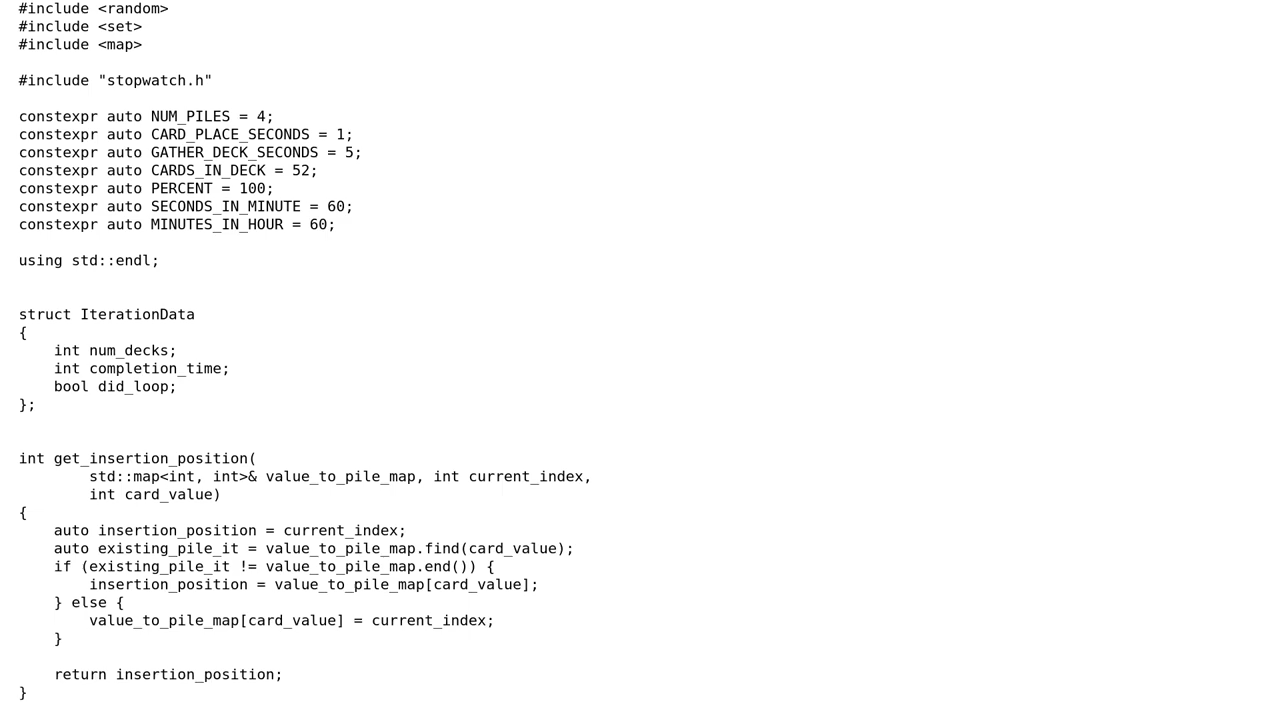 #include <random>
#include <set>
#include <map>

#include "stopwatch.h"

constexpr auto NUM_PILES = 4;
constexpr auto CARD_PLACE_SECONDS = 1;
constexpr auto GATHER_DECK_SECONDS = 5;
constexpr auto CARDS_IN_DECK = 52;
constexpr auto PERCENT = 100;
constexpr auto SECONDS_IN_MINUTE = 60;
constexpr auto MINUTES_IN_HOUR = 60;

using std::endl;


struct IterationData
{
    int num_decks;
    int completion_time;
    bool did_loop;
};


int get_insertion_position(
        std::map<int, int>& value_to_pile_map, int current_index,
        int card_value)
{
    auto insertion_position = current_index;
    auto existing_pile_it = value_to_pile_map.find(card_value);
    if (existing_pile_it != value_to_pile_map.end()) {
        insertion_position = value_to_pile_map[card_value];
    } else {
        value_to_pile_map[card_value] = current_index;
    }

    return insertion_position;
}